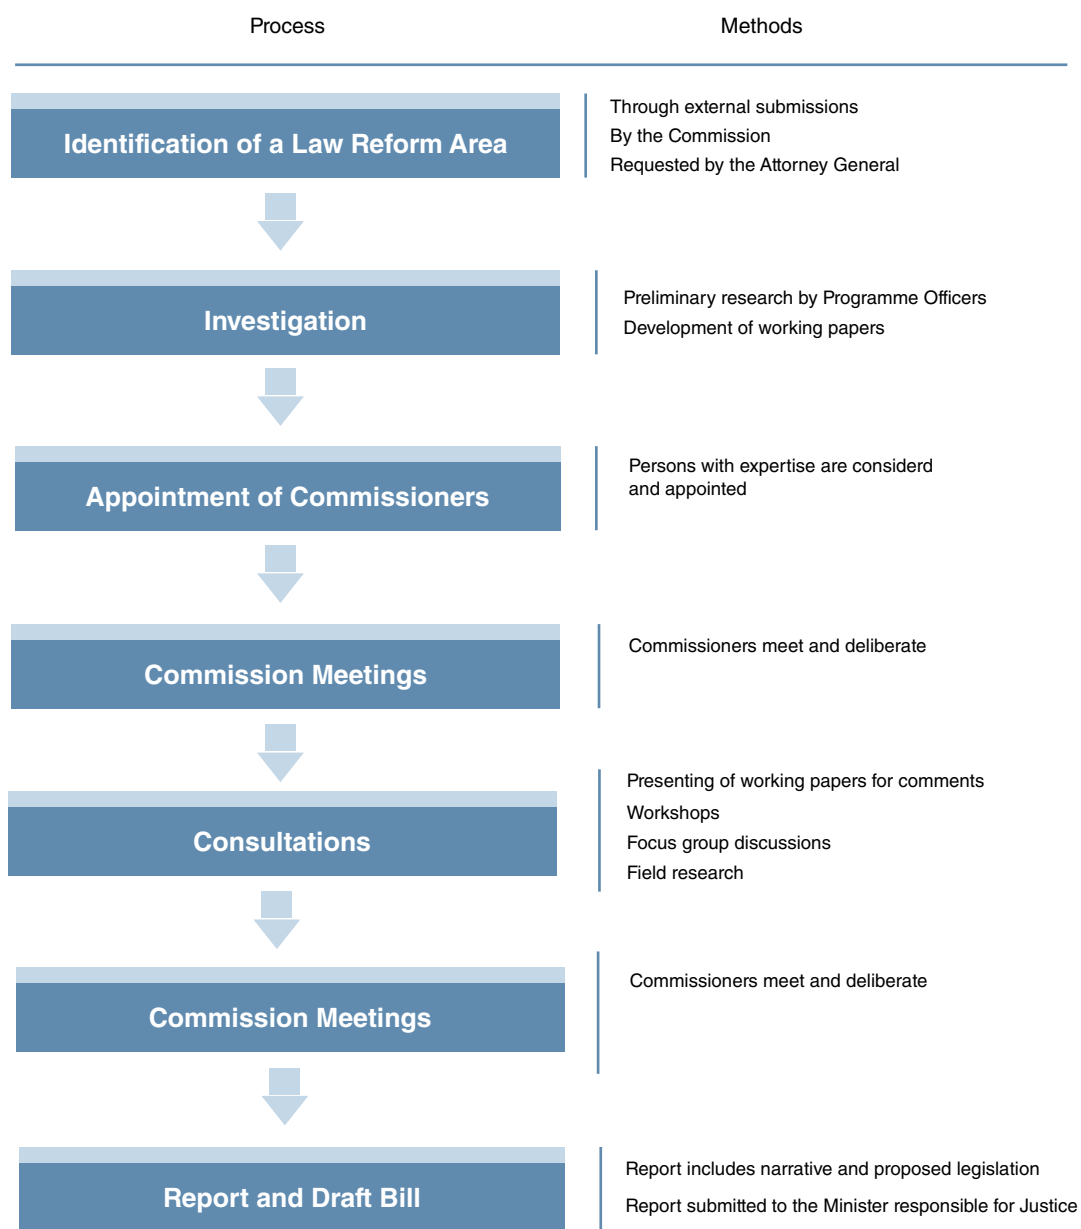 Process
Methods
Identification of a Law Reform Area
Through external submissions
By the Commission
Requested by the Attorney General
Investigation
Preliminary research by Programme Officers
Development of working papers
Appointment of Commissioners
Persons with expertise are considerd
and appointed
Commission Meetings
Commissioners meet and deliberate
Consultations
Presenting of working papers for comments
Workshops
Focus group discussions
Field research
Commission Meetings
Commissioners meet and deliberate
Report and Draft Bill
Report includes narrative and proposed legislation
Report submitted to the Minister responsible for Justice